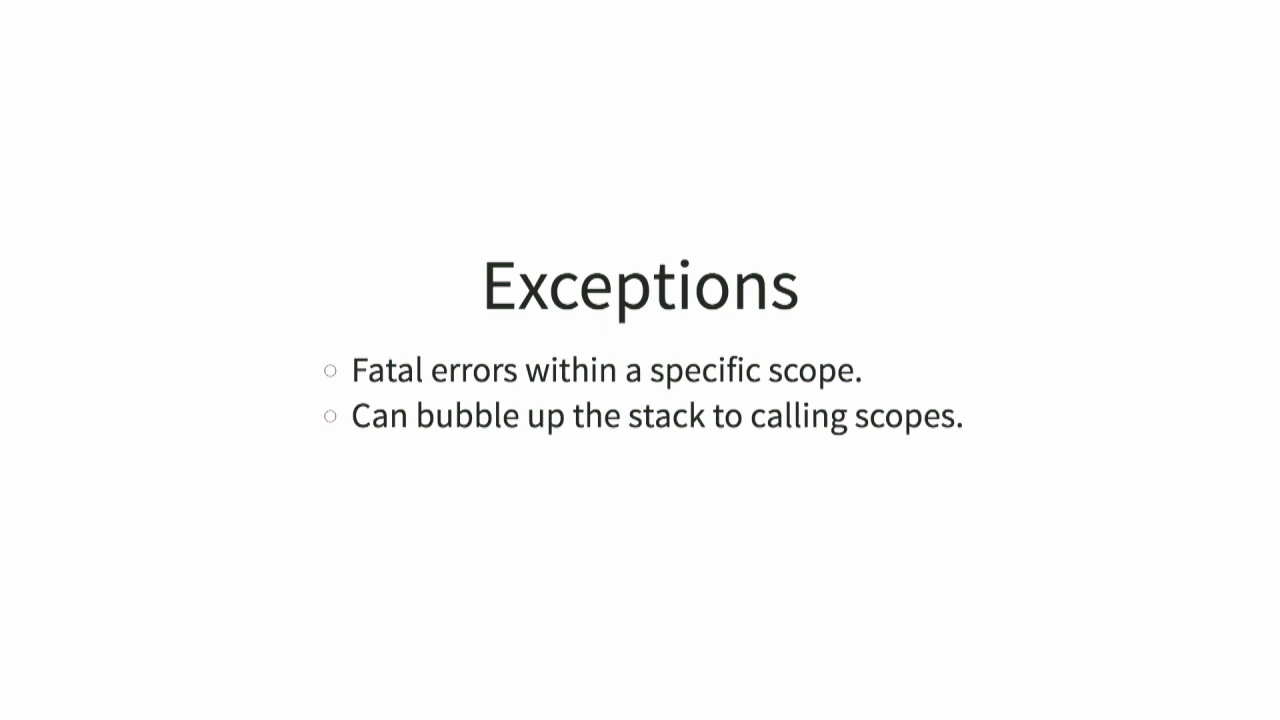 Exceptions
Fatal errors within a specific scope.
Can bubble up the stack to calling scopes.